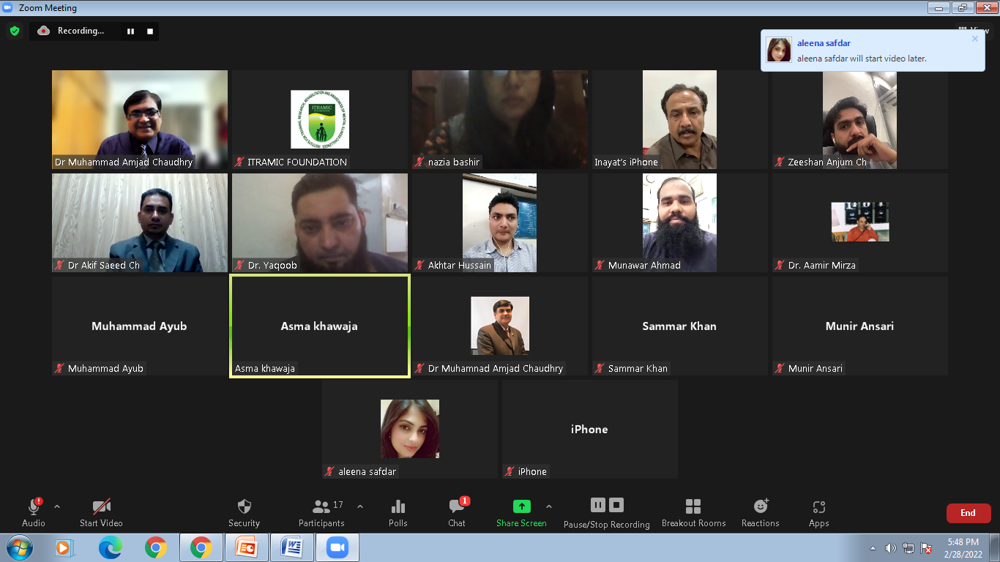 Zoom Meeting
Recording...
View
aleena safdar
aleena safdar will start video later.
ITRAMIC
Dr Muhammad Amjad Chaudhry
ITRAMIC FOUNDATION
nazia bashir
Inayat's iPhone
Zeeshan Anjum Ch
Dr Akif Saeed Ch
Dr. Yaqoob
Akhtar Hussain
Munawar Ahmad
Dr. Aamir Mirza
Muhammad Ayub
Asma khawaja
Sammar Khan
Munir Ansari
Muhammad Ayub
Asma khawaja
Dr Muhamnad Amjad Chaudhry
Sammar Khan
Munir Ansari
iPhone
aleena safdar
iPhone
Audio
Start Video
Security
Participants
17
Polls
Chat
1
Share Screen
Pause/Stop Recording
Breakout Rooms
Reactions
Apps
End
5:48 PM
2/28/2022